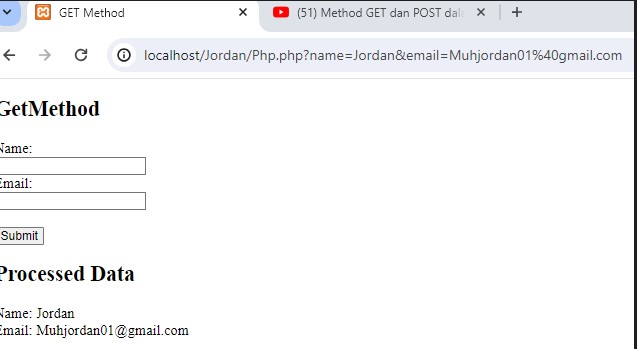 GET Method
(51) Method GET dan POST dala
localhost/Jordan/Php.php?name=Jordan&email=Muhjordan01%40gmail.com
GetMethod
Name:
Email:
Submit
Processed Data
Name: Jordan
Email: Muhjordan01@gmail.com